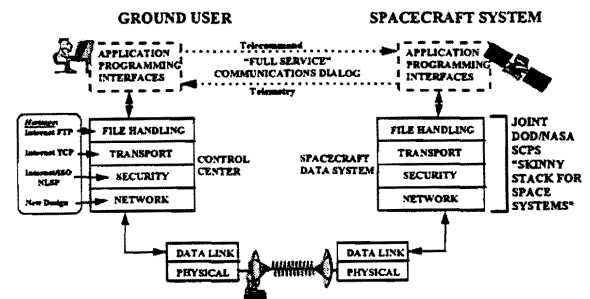 GROUND USER
SPACECRAFT SYSTEM
APPLICATION
PROGRAMMING
INTERFACES
Telecommand
"FULL SERVICE"
COMMUNICATIONS DIALOG
Telemetry
APPLICATION
PROGRAMMING
INTERFACES
Heritage:
Internet FTP
Internet TCP
Internet/ISO
NLSP
New Design
FILE HANDLING
TRANSPORT
SECURITY
NETWORK
CONTROL
CENTER
SPACECRAFT
DATA SYSTEM
FILE HANDLING
TRANSPORT
SECURITY
NETWORK
JOINT
DOD/NASA
SCPS
"SKINNY
STACK FOR
SPACE
SYSTEMS"
DATA LINK
PHYSICAL
DATA LINK
PHYSICAL